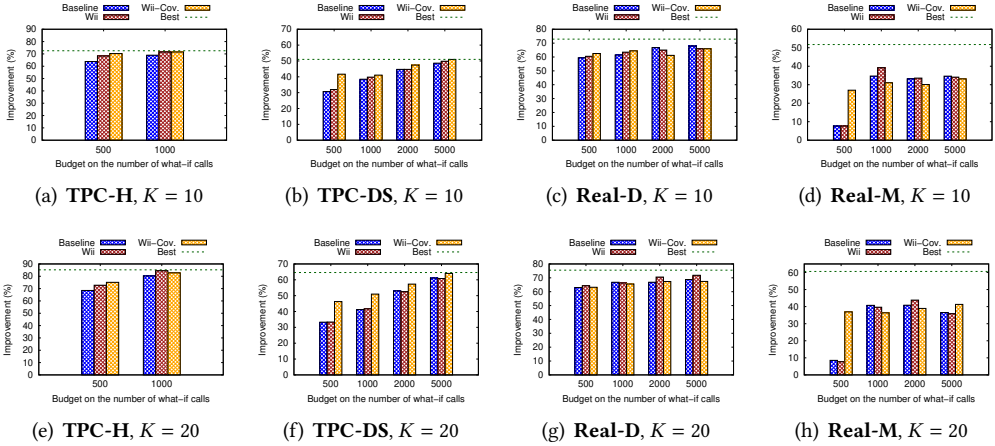 Baseline Wii-Cov.
Wii Best
Improvement (%)
90
80
70
60
50
40
30
20
10
0
500 1000
Budget on the number of what-if calls
(a) TPC-H, K = 10
Baseline Wii-Cov.
Wii Best
Improvement (%)
70
60
50
40
30
20
10
0
500 1000 2000 5000
Budget on the number of what-if calls
(b) TPC-DS, K = 10
Baseline Wii-Cov.
Wii Best
Improvement (%)
80
70
60
50
40
30
20
10
0
500 1000 2000 5000
Budget on the number of what-if calls
(c) Real-D, K = 10
Baseline Wii-Cov.
Wii Best
Improvement (%)
60
50
40
30
20
10
0
500 1000 2000 5000
Budget on the number of what-if calls
(d) Real-M, K = 10
Baseline Wii-Cov.
Wii Best
Improvement (%)
90
80
70
60
50
40
30
20
10
0
500 1000
Budget on the number of what-if calls
(e) TPC-H, K = 20
Baseline Wii-Cov.
Wii Best
Improvement (%)
70
60
50
40
30
20
10
0
500 1000 2000 5000
Budget on the number of what-if calls
(f) TPC-DS, K = 20
Baseline Wii-Cov.
Wii Best
Improvement (%)
80
70
60
50
40
30
20
10
0
500 1000 2000 5000
Budget on the number of what-if calls
(g) Real-D, K = 20
Baseline Wii-Cov.
Wii Best
Improvement (%)
60
50
40
30
20
10
0
500 1000 2000 5000
Budget on the number of what-if calls
(h) Real-M, K = 20